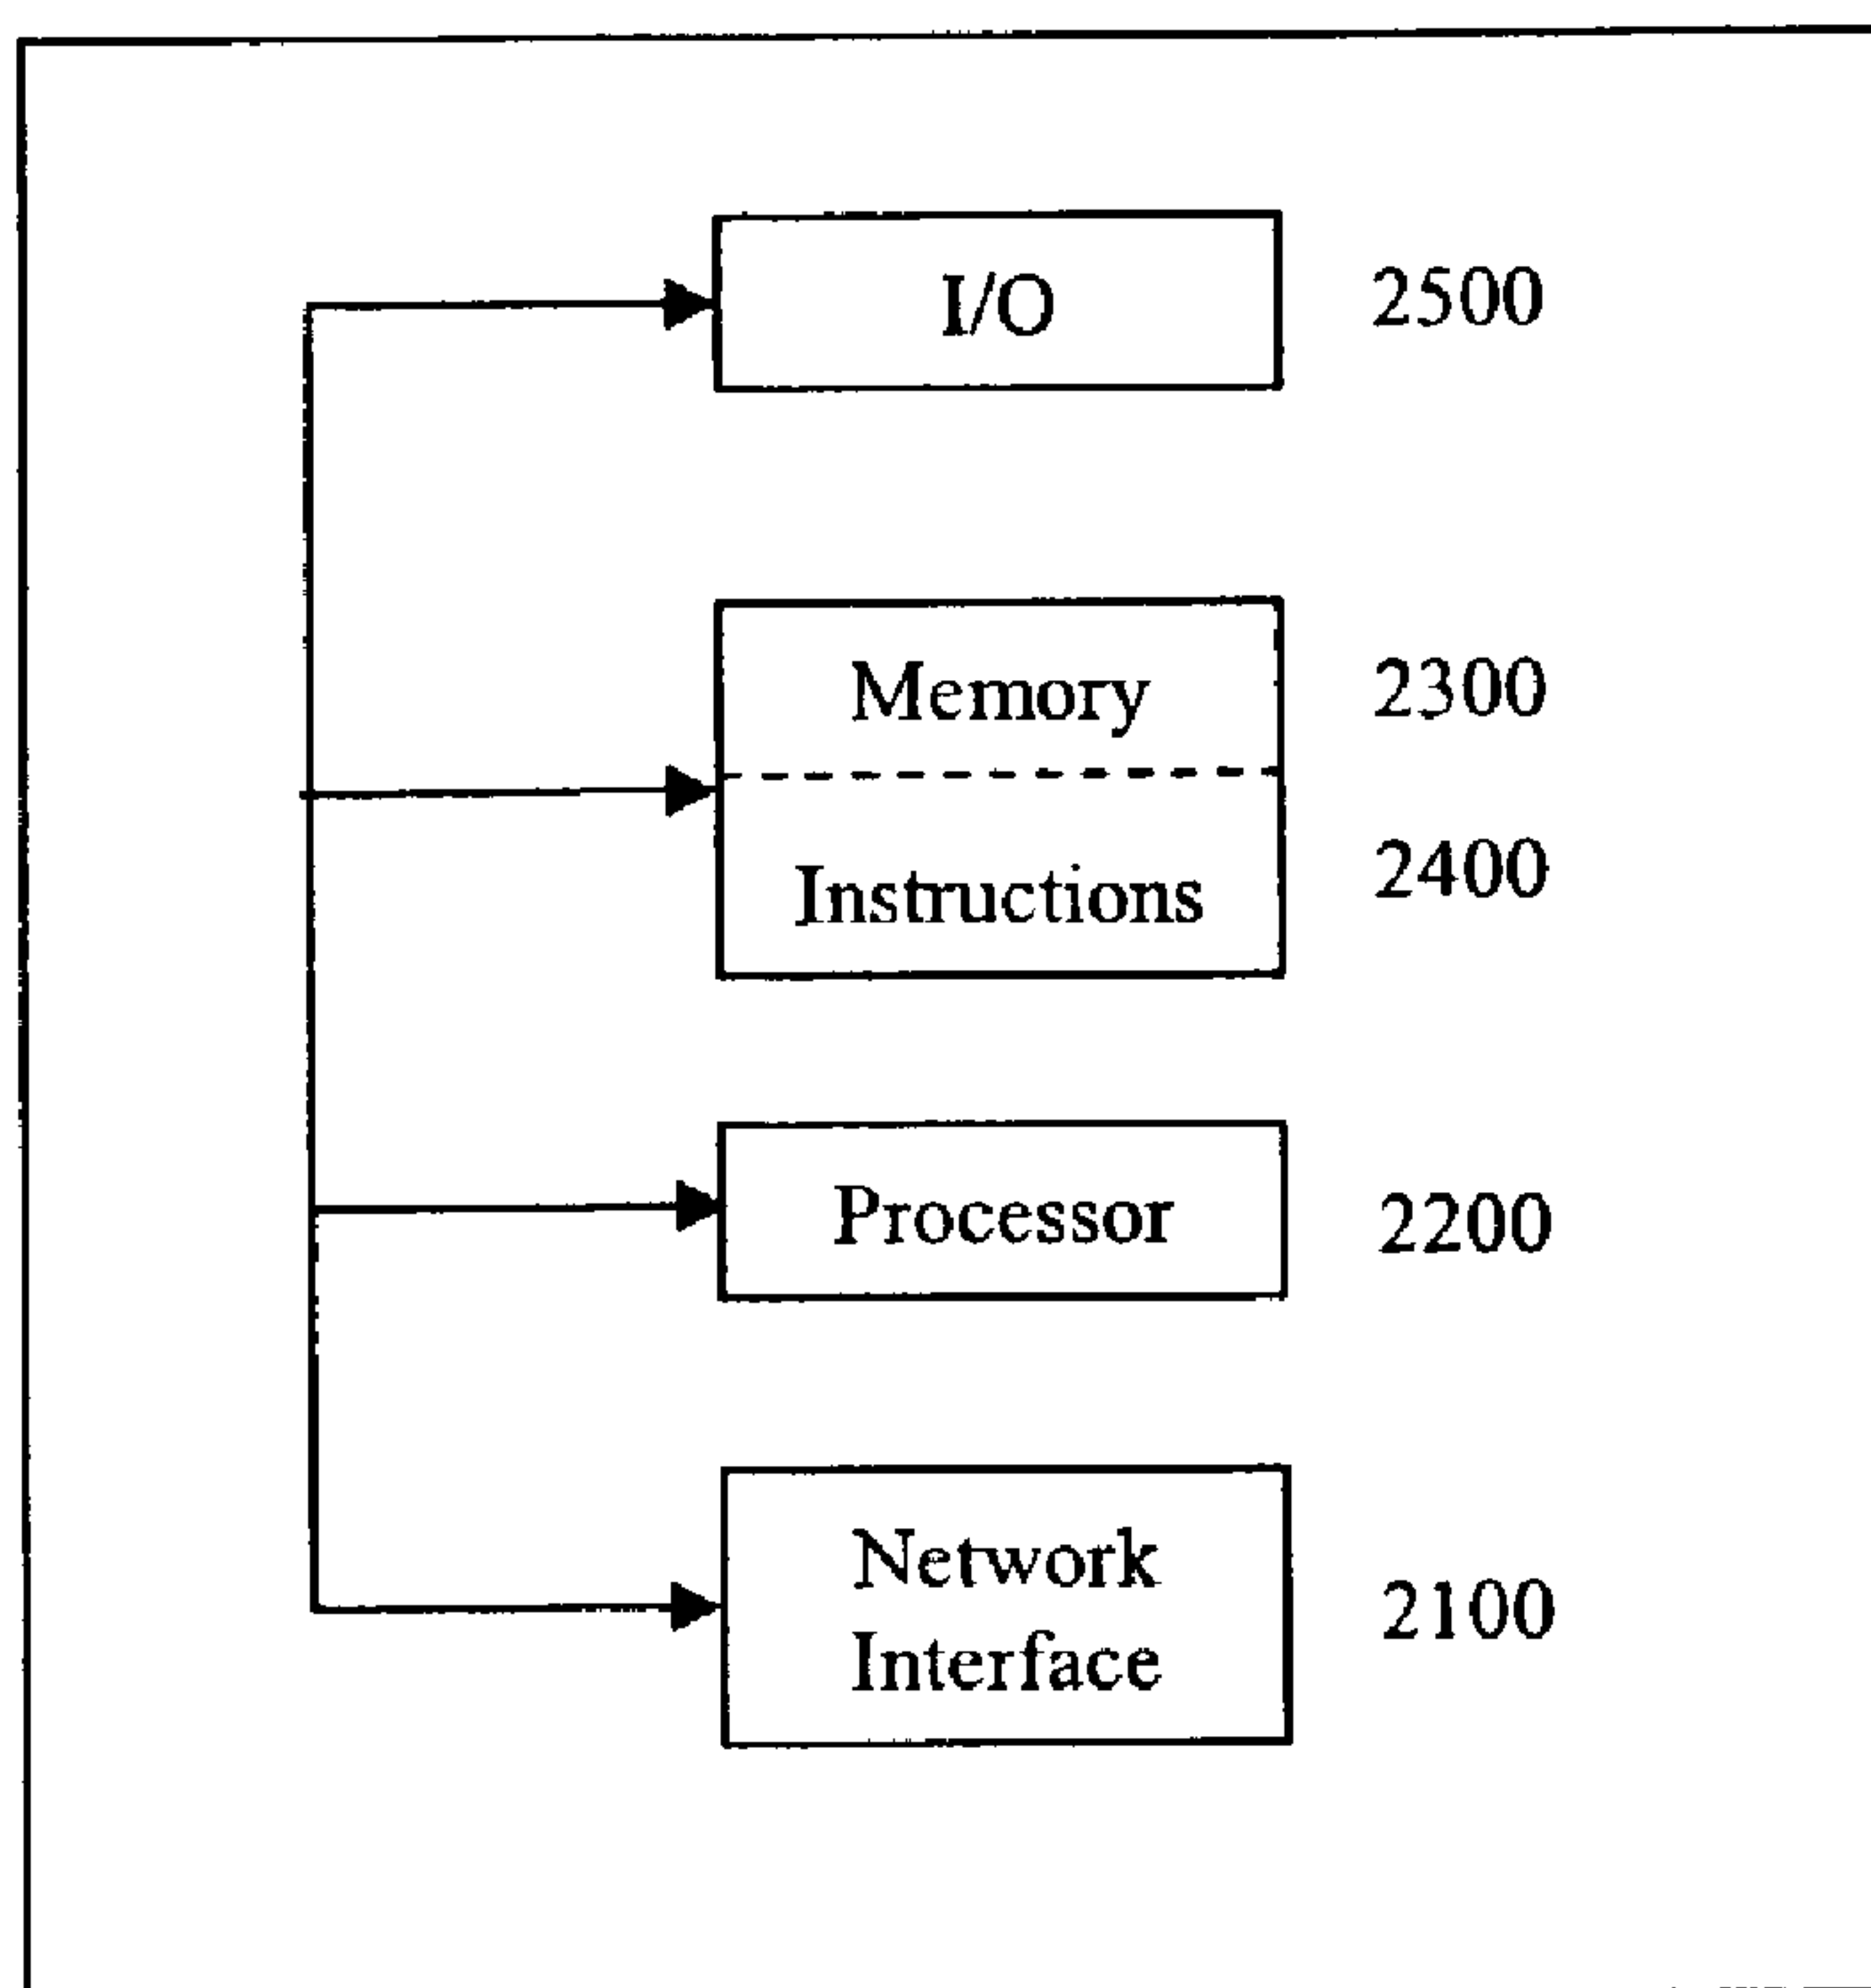 I/O 2500
Memory 2300
Instructions 2400
Processor 2200
Network
Interface 2100